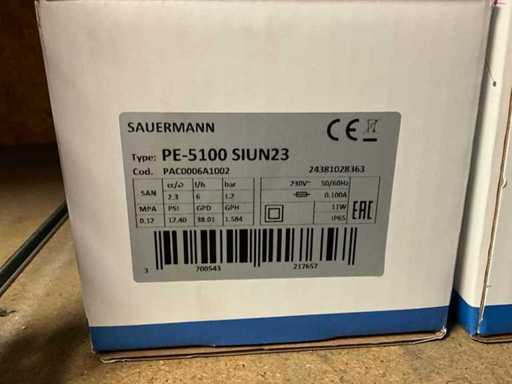 SAUERMANN
CE
Type: PE-5100 SIUN23
Cod. PAC0006A1002 24381028363
SAN cc/ l/h bar 230V~ 50/60Hz
2.3 6 1.2 0.100A
MPA PSI GPD GPH 11W
0.12 17.40 38.03 1.584 IP65
EAC
3 700543 217657